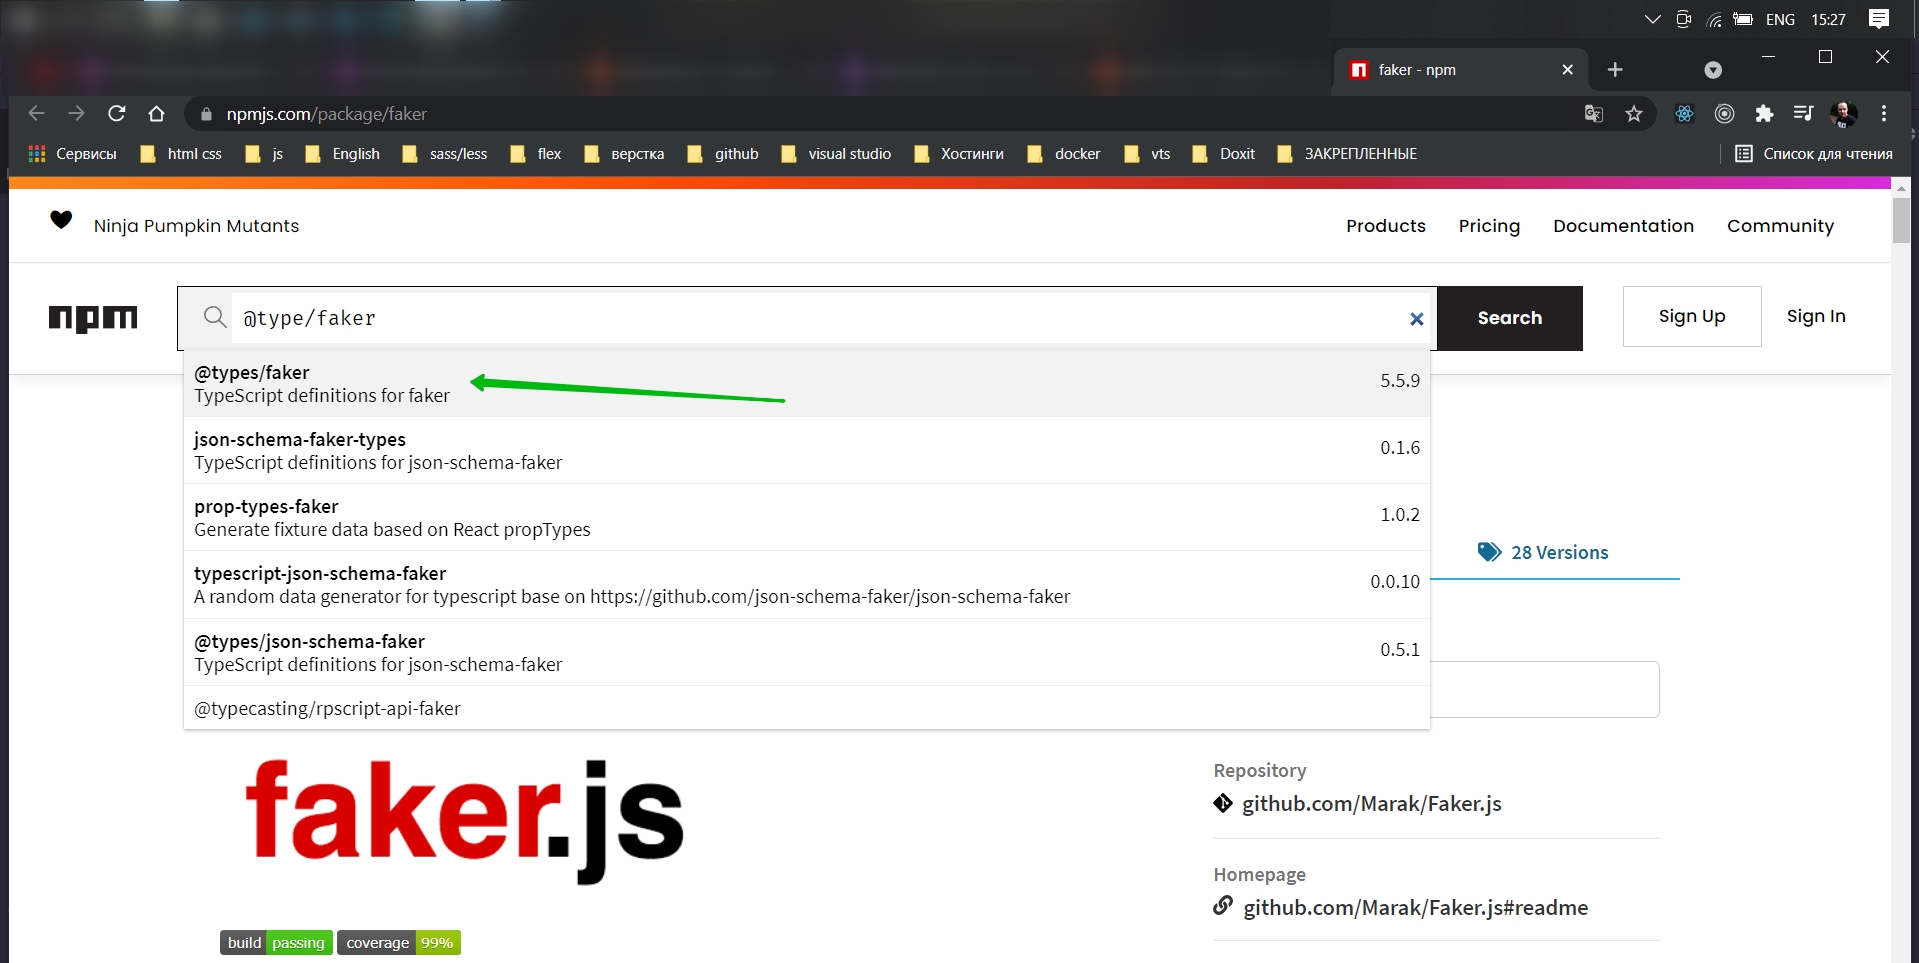 ENG 15:27
faker - npm
npmjs.com/package/faker
Сервисы html css js English sass/less flex верстка github visual studio Хостинги docker vts Doxit ЗАКРЕПЛЕННЫЕ Список для чтения
Ninja Pumpkin Mutants
Products Pricing Documentation Community
npm
@type/faker
Search
Sign Up
Sign In
@types/faker
TypeScript definitions for faker
5.5.9
json-schema-faker-types
TypeScript definitions for json-schema-faker
0.1.6
prop-types-faker
Generate fixture data based on React propTypes
1.0.2
typescript-json-schema-faker
A random data generator for typescript base on https://github.com/json-schema-faker/json-schema-faker
0.0.10
@types/json-schema-faker
TypeScript definitions for json-schema-faker
0.5.1
@typecasting/rpscript-api-faker
28 Versions
faker.js
build passing coverage 99%
Repository
github.com/Marak/Faker.js
Homepage
github.com/Marak/Faker.js#readme